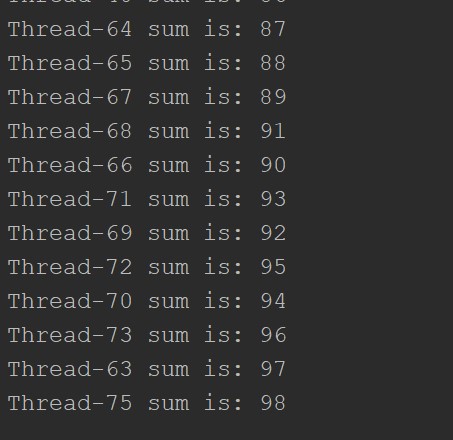 Thread-64 sum is: 87
Thread-65 sum is: 88
Thread-67 sum is: 89
Thread-68 sum is: 91
Thread-66 sum is: 90
Thread-71 sum is: 93
Thread-69 sum is: 92
Thread-72 sum is: 95
Thread-70 sum is: 94
Thread-73 sum is: 96
Thread-63 sum is: 97
Thread-75 sum is: 98